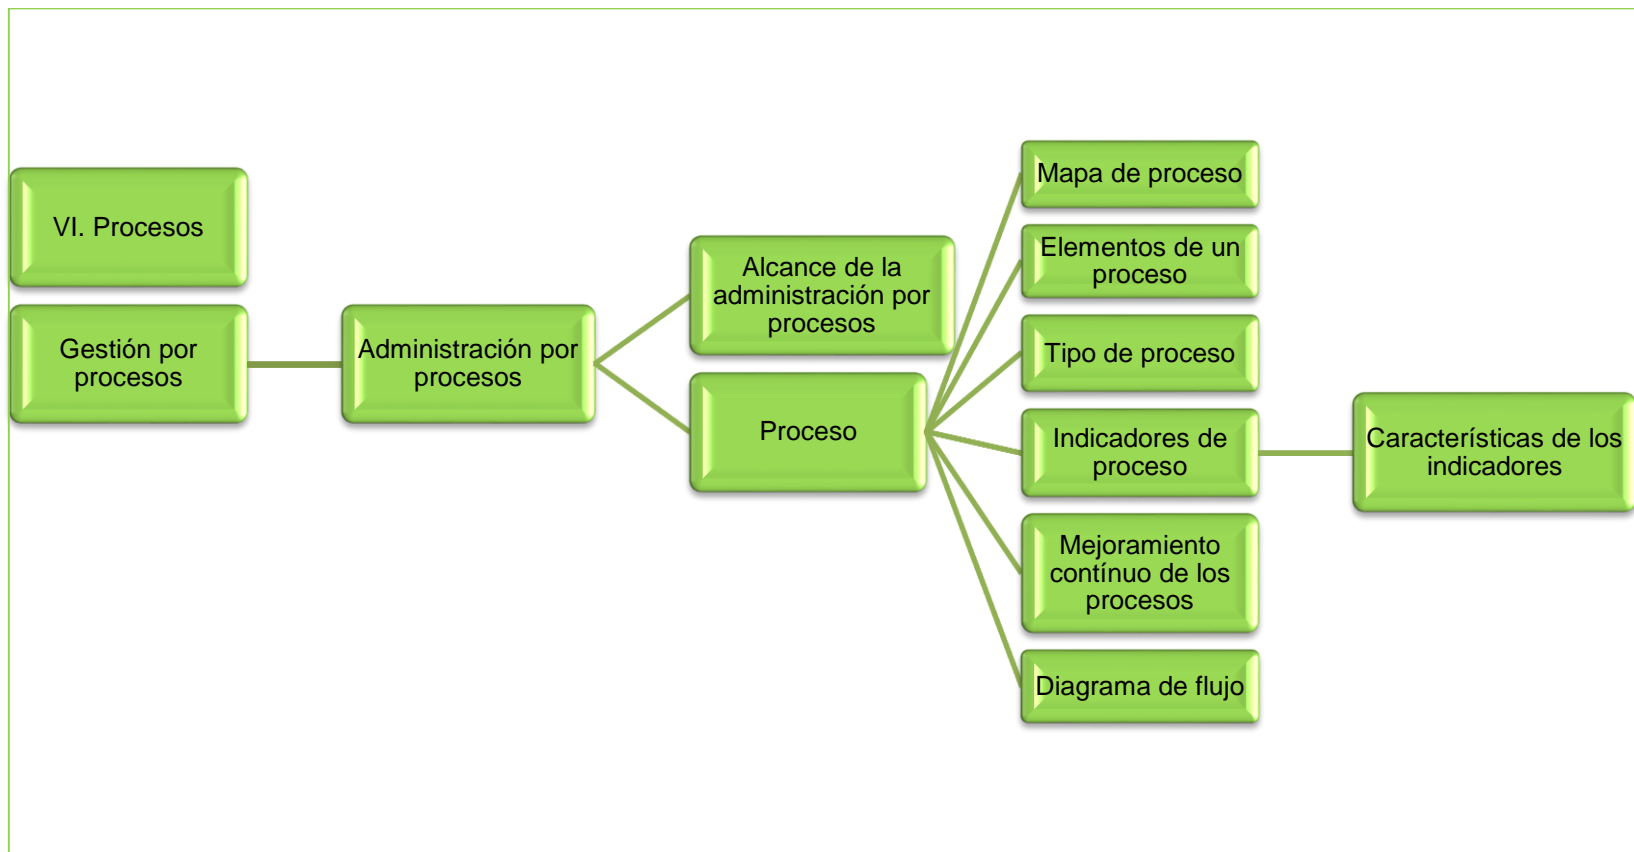 VI. Procesos
Gestión por
procesos
Administración por
procesos
Alcance de la
administración por
procesos
Proceso
Mapa de proceso
Elementos de un
proceso
Tipo de proceso
Indicadores de
proceso
Mejoramiento
contínuo de los
procesos
Diagrama de flujo
Característícas de los
indicadores